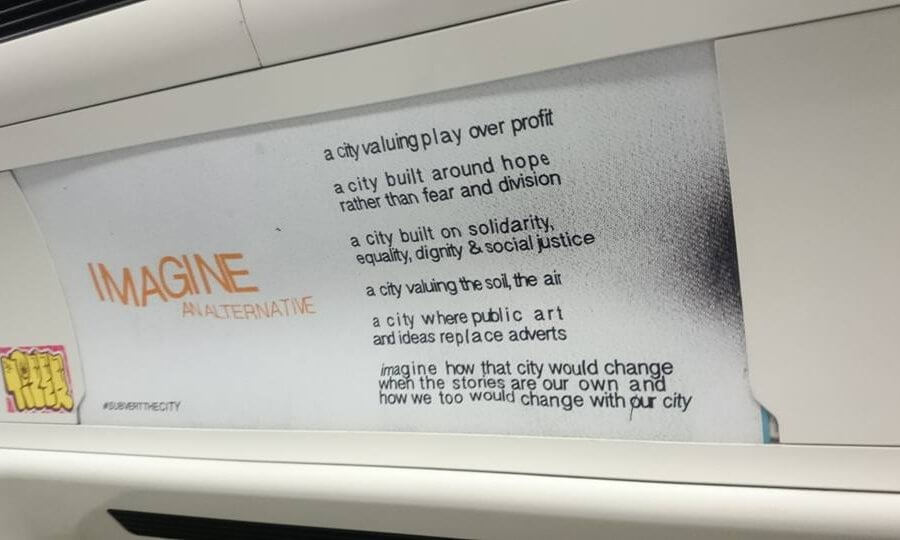 IMAGINE
AN ALTERNATIVE
#SUBVERTTHECITY
a city valuing play over profit
a city built around hope
rather than fear and division
a city built on solidarity,
equality, dignity & social justice
a city valuing the soil, the air
a city where public art
and ideas replace adverts
imagine how that city would change
when the stories are our own and
how we too would change with our city